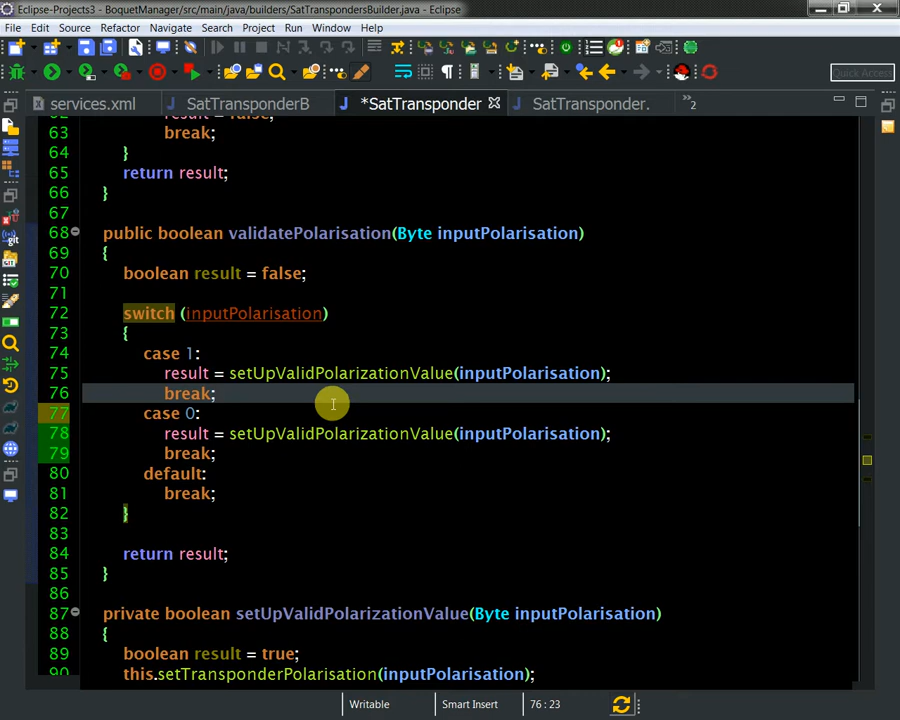 Eclipse-Projects3 - BoquetManager/src/main/java/builders/SatTranspondersBuilder.java - Eclipse
File Edit Source Refactor Navigate Search Project Run Window Help
Quick Access
services.xml SatTransponderB *SatTransponder SatTransponder. »2
result = false;
63 break;
64 }
65 return result;
66 }
67
68 public boolean validatePolarisation(Byte inputPolarisation)
69 {
70 boolean result = false;
71
72 switch (inputPolarisation)
73 {
74 case 1:
75 result = setUpValidPolarizationValue(inputPolarisation);
76 break;
77 case 0:
78 result = setUpValidPolarizationValue(inputPolarisation);
79 break;
80 default:
81 break;
82 }
83
84 return result;
85 }
86
87 private boolean setUpValidPolarizationValue(Byte inputPolarisation)
88 {
89 boolean result = true;
90 this.setTransponderPolarisation(inputPolarisation);
Writable Smart Insert 76 : 23